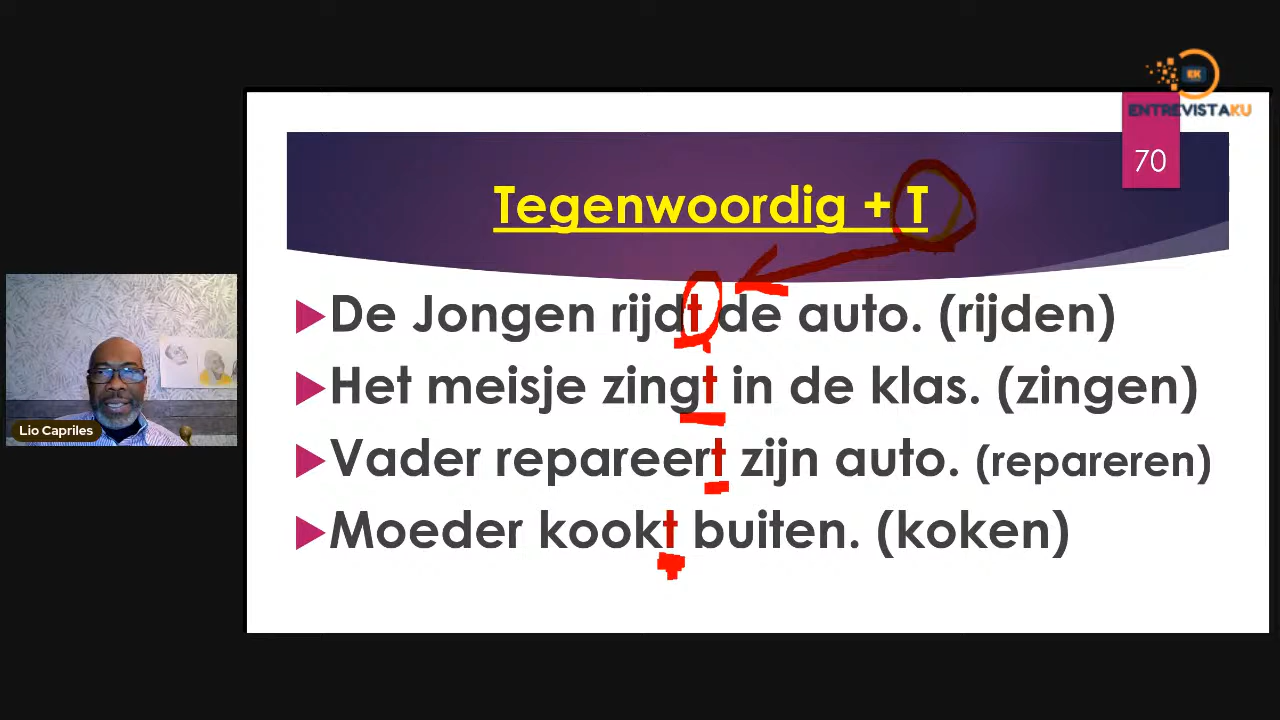 EK
ENTREVISTAKU
70
Tegenwoordig + T
De Jongen rijdt de auto. (rijden)
Het meisje zingt in de klas. (zingen)
Vader repareert zijn auto. (repareren)
Moeder kookt buiten. (koken)
Lio Capriles